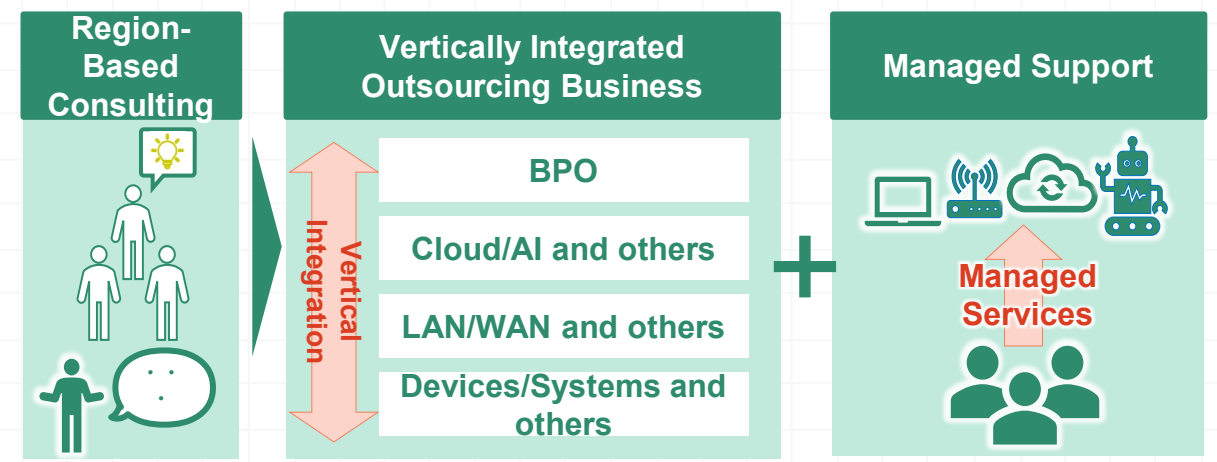 Region-
Based
Consulting
Vertically Integrated
Outsourcing Business
Managed Support
Vertical
Integration
BPO
Cloud/AI and others
LAN/WAN and others
Devices/Systems and
others
Managed
Services